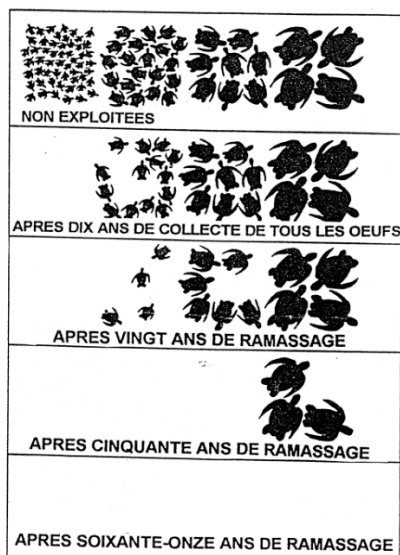 NON EXPLOITEES
APRES DIX ANS DE COLLECTE DE TOUS LES OEUFS
APRES VINGT ANS DE RAMASSAGE
APRES CINQUANTE ANS DE RAMASSAGE
APRES SOIXANTE-ONZE ANS DE RAMASSAGE